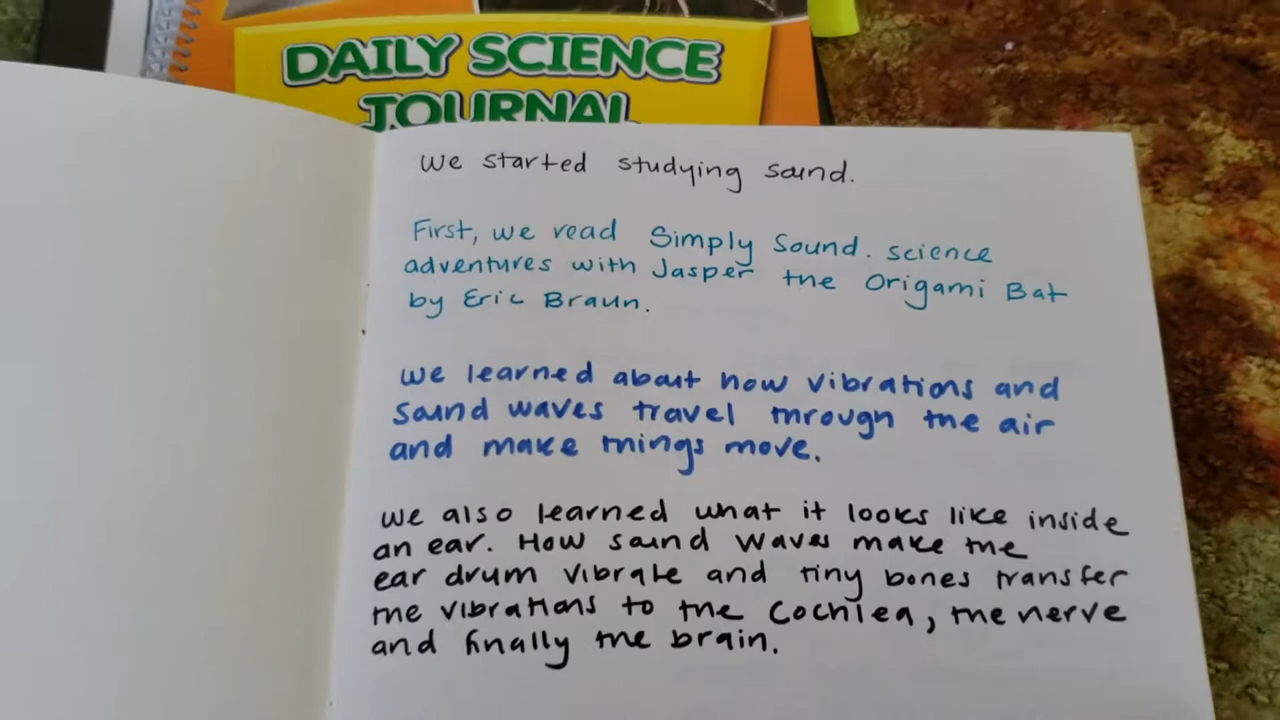 DAILY SCIENCE
JOURNAL
we started studying sound.
First, we read Simply Sound. science
adventures with Jasper the Origami Bat
by Eric Braun.
we learned about how vibrations and
sound waves travel through the air
and make things move.
we also learned what it looks like inside
an ear. How sound waves make the
ear drum vibrate and tiny bones transfer
the vibrations to the Cochlea, the nerve
and finally the brain.